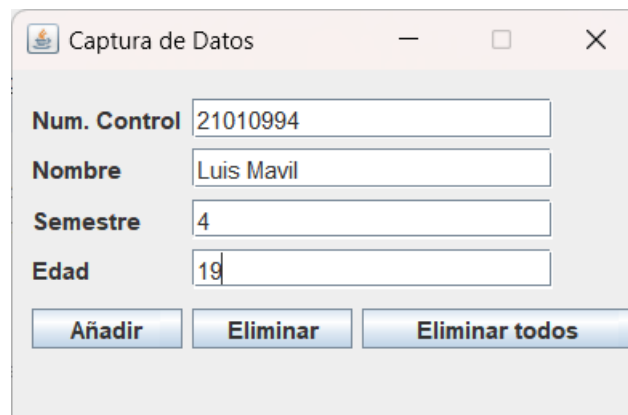 Captura de Datos
Num. Control 21010994
Nombre Luis Mavil
Semestre 4
Edad 19
Añadir Eliminar Eliminar todos